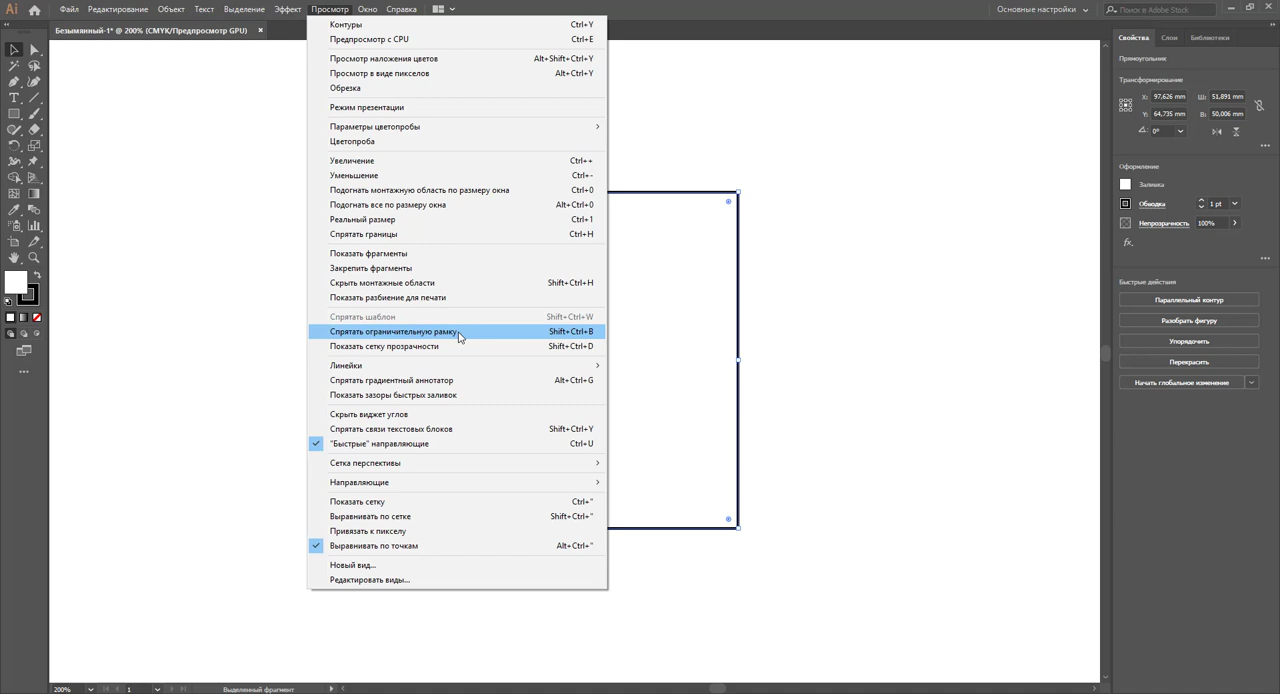 Ai Файл Редактирование Объект Текст Выделение Эффект Просмотр Окно Справка Основные настройки Поиск в Adobe Stock
Безымянный-1* @ 200% (CMYK/Предпросмотр GPU) ×
Контуры Ctrl+Y
Предпросмотр с CPU Ctrl+E
Просмотр наложения цветов Alt+Shift+Ctrl+Y
Просмотр в виде пикселов Alt+Ctrl+Y
Обрезка
Режим презентации
Параметры цветопробы
Цветопроба
Увеличение Ctrl++
Уменьшение Ctrl+-
Подогнать монтажную область по размеру окна Ctrl+0
Подогнать все по размеру окна Alt+Ctrl+0
Реальный размер Ctrl+1
Спрятать границы Ctrl+H
Показать фрагменты
Закрепить фрагменты
Скрыть монтажные области Shift+Ctrl+H
Показать разбиение для печати
Спрятать шаблон Shift+Ctrl+W
Спрятать ограничительную рамку Shift+Ctrl+B
Показать сетку прозрачности Shift+Ctrl+D
Линейки
Спрятать градиентный аннотатор Alt+Ctrl+G
Показать зазоры быстрых заливок
Скрыть виджет углов
Спрятать связи текстовых блоков Shift+Ctrl+Y
"Быстрые" направляющие Ctrl+U
Сетка перспективы
Направляющие
Показать сетку Ctrl+"
Выравнивать по сетке Shift+Ctrl+"
Привязать к пикселу
Выравнивать по точкам Alt+Ctrl+"
Новый вид...
Редактировать виды...
Свойства Слои Библиотеки
Прямоугольник
Трансформирование
X: 97,626 mm Ш: 51,891 mm
Y: 64,735 mm В: 50,006 mm
0°
Оформление
Заливка
Обводка 1 pt
Непрозрачность 100%
fx.
Быстрые действия
Параллельный контур
Разобрать фигуру
Упорядочить
Перекрасить
Начать глобальное изменение
200% 1 Выделенный фрагмент